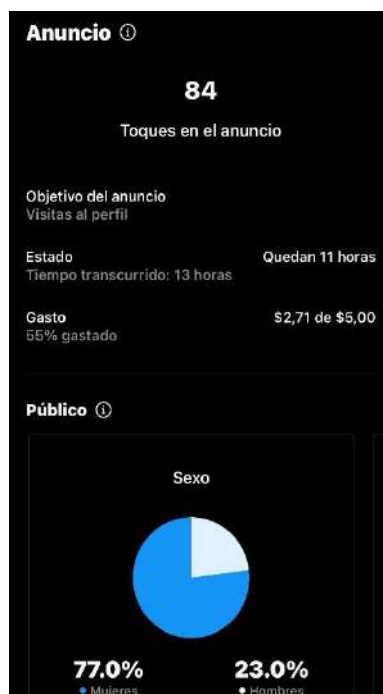 Anuncio
84
Toques en el anuncio
Objetivo del anuncio
Visitas al perfil
Estado Quedan 11 horas
Tiempo transcurrido: 13 horas
Gasto $2,71 de $5,00
55% gastado
Público
Sexo
77.0% 23.0%
Mujeres Hombres